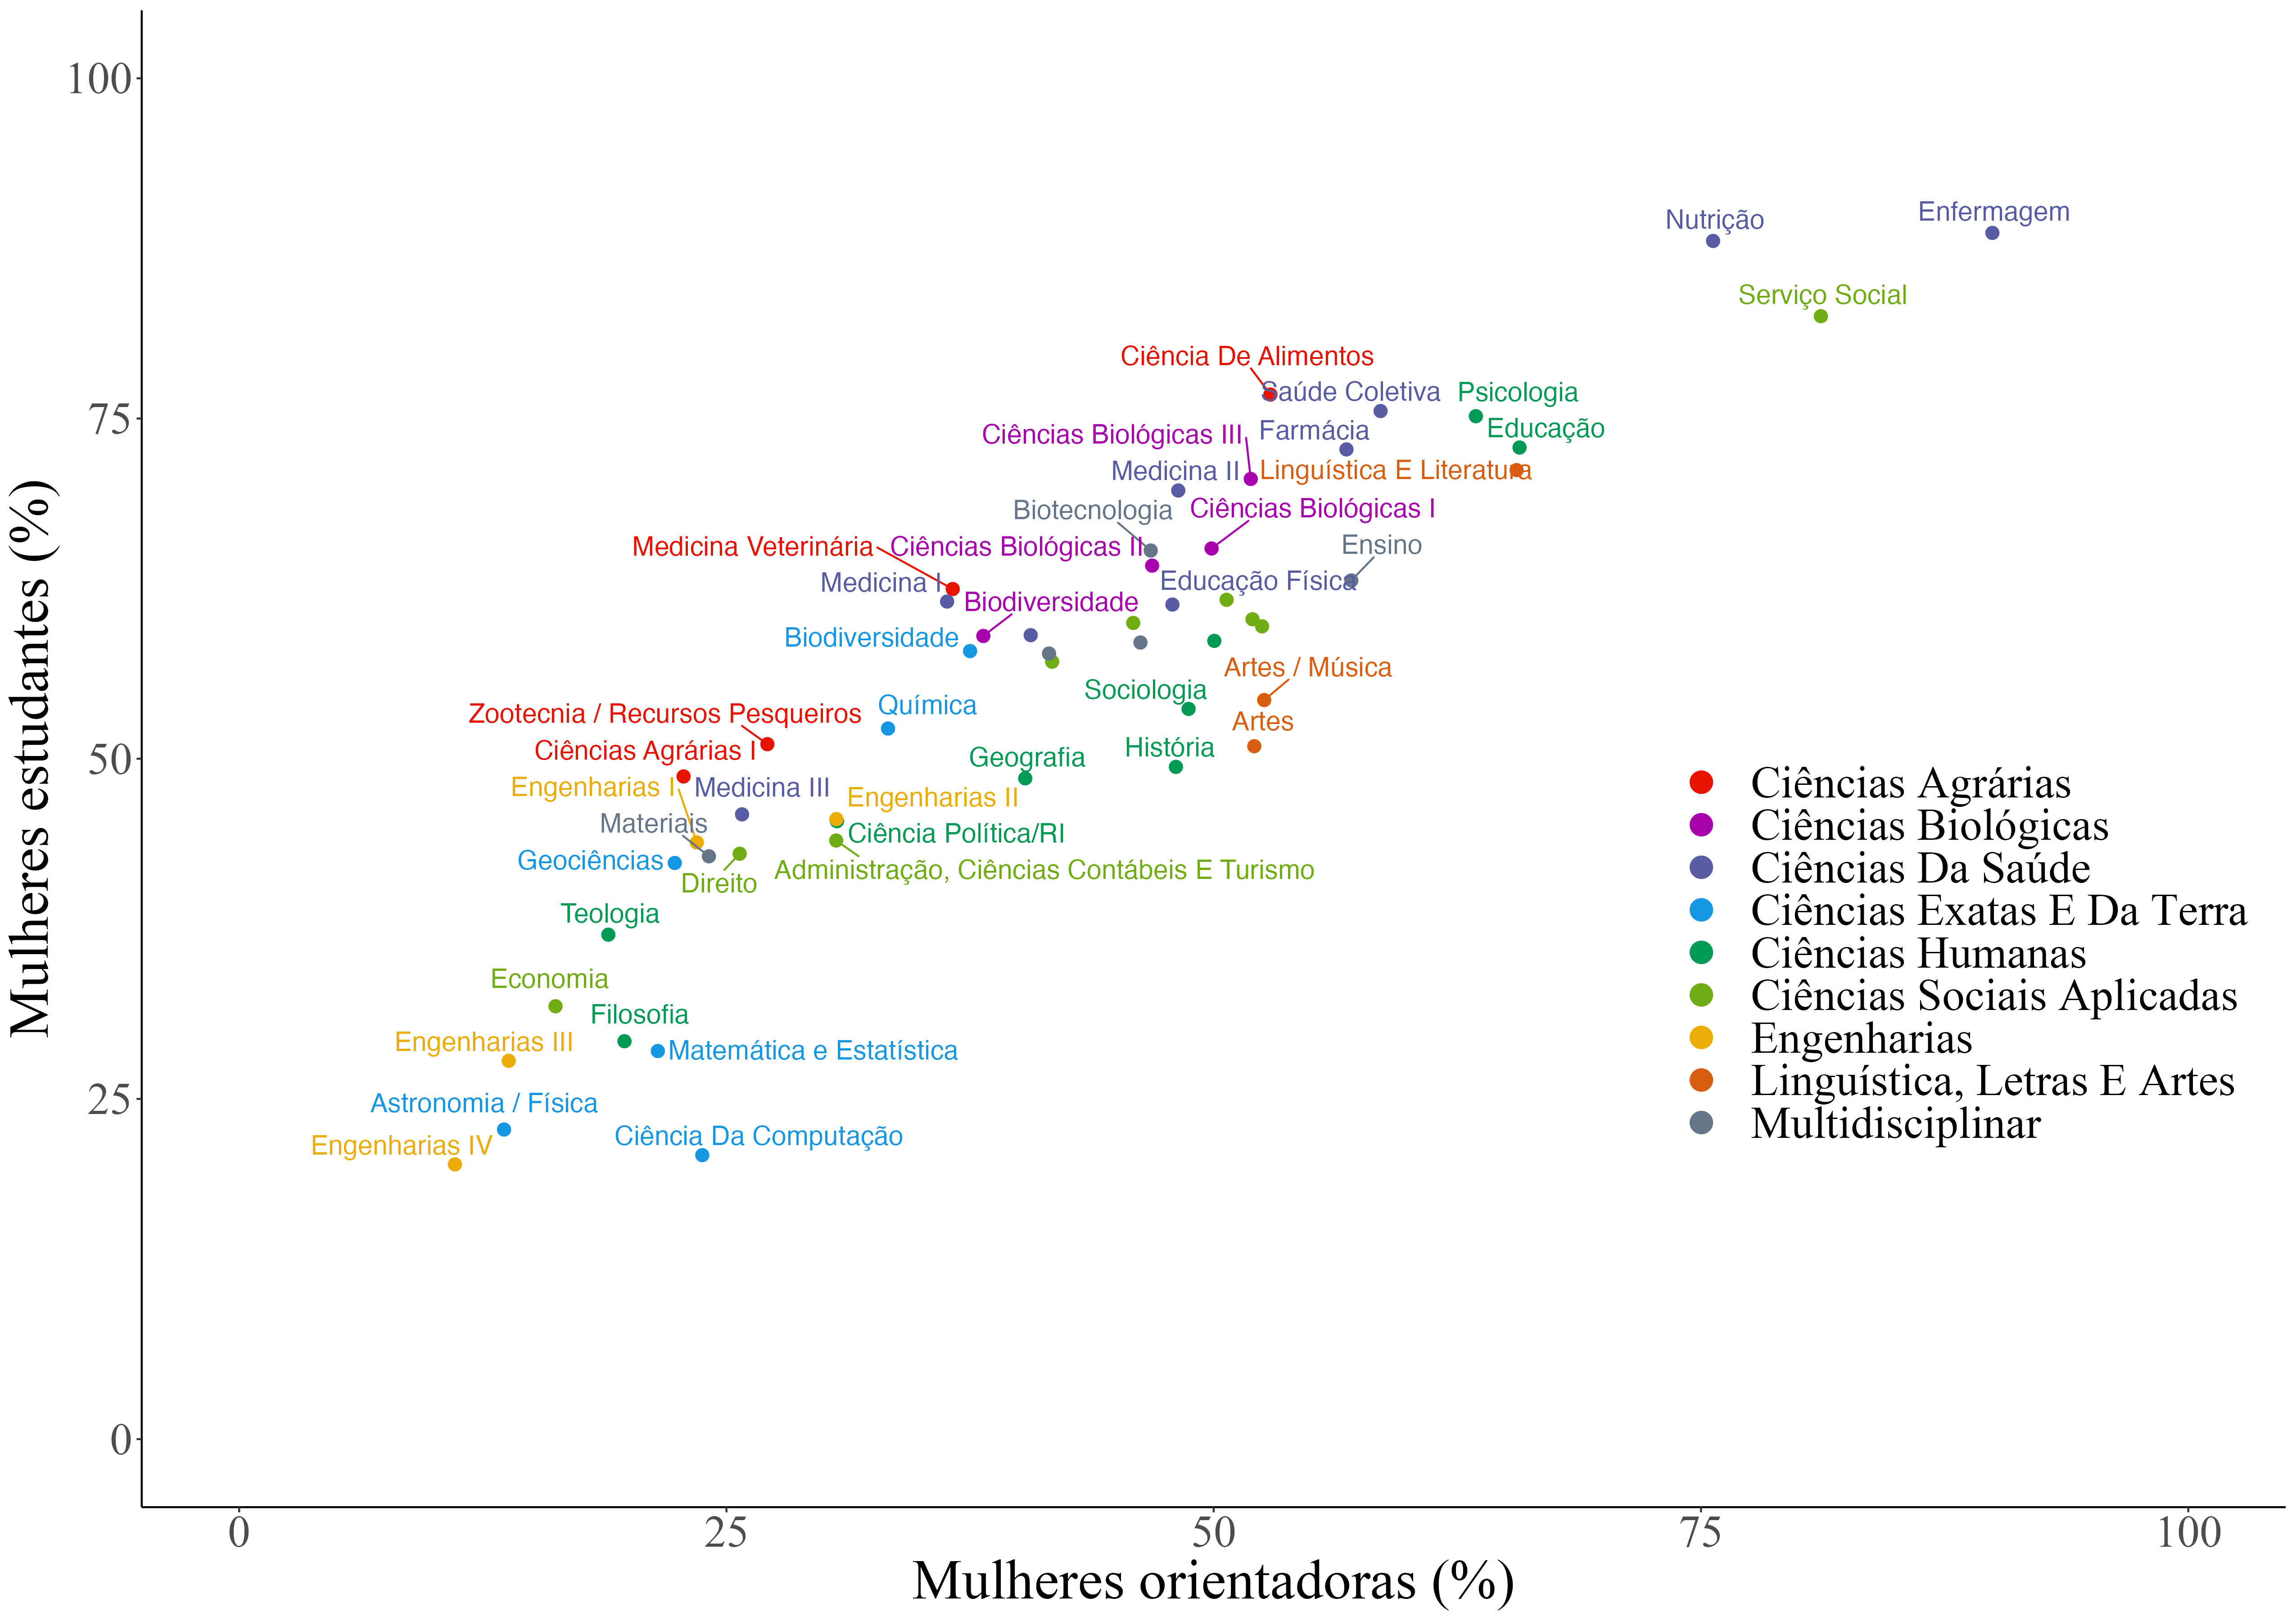 Mulheres estudantes (%)
100
75
50
25
0
Nutrição
Enfermagem
Serviço Social
Ciência De Alimentos
Saúde Coletiva
Psicologia
Educação
Farmácia
Ciências Biológicas III
Medicina II
Linguística E Literatura
Biotecnologia
Ciências Biológicas I
Medicina Veterinária
Ciências Biológicas II
Ensino
Medicina I
Educação Física
Biodiversidade
Biodiversidade
Artes / Música
Sociologia
Química
Zootecnia / Recursos Pesqueiros
Artes
Ciências Agrárias I
História
Geografia
Engenharias I
Medicina III
Engenharias II
Materiais
Ciência Política/RI
Geociências
Direito
Administração, Ciências Contábeis E Turismo
Teologia
Economia
Filosofia
Engenharias III
Matemática e Estatística
Astronomia / Física
Ciência Da Computação
Engenharias IV
Ciências Agrárias
Ciências Biológicas
Ciências Da Saúde
Ciências Exatas E Da Terra
Ciências Humanas
Ciências Sociais Aplicadas
Engenharias
Linguística, Letras E Artes
Multidisciplinar
0
25
50
75
100
Mulheres orientadoras (%)